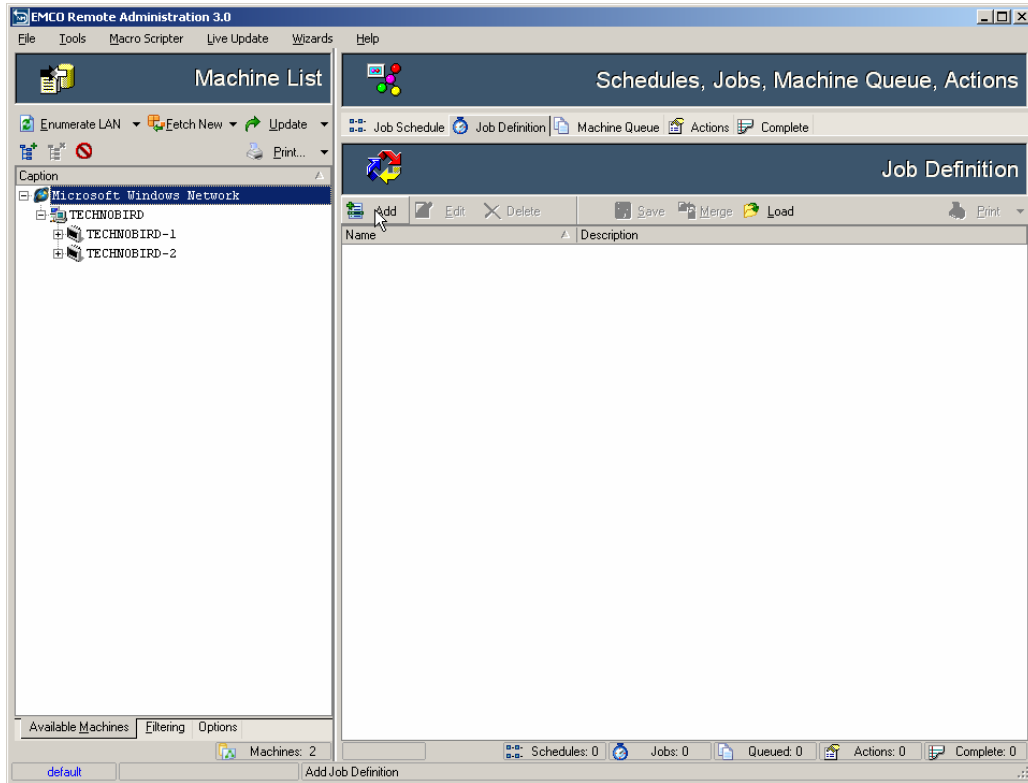 EMCO Remote Administration 3.0
File Tools Macro Scripter Live Update Wizards Help
Machine List
Schedules, Jobs, Machine Queue, Actions
Enumerate LAN Fetch New Update
Job Schedule Job Definition Machine Queue Actions Complete
Print...
Job Definition
Caption
Microsoft Windows Network
TECHNOBIRD
TECHNOBIRD-1
TECHNOBIRD-2
Add Edit Delete Save Merge Load Print
Name Description
Available Machines Filtering Options
Machines: 2
Schedules: 0 Jobs: 0 Queued: 0 Actions: 0 Complete: 0
default Add Job Definition